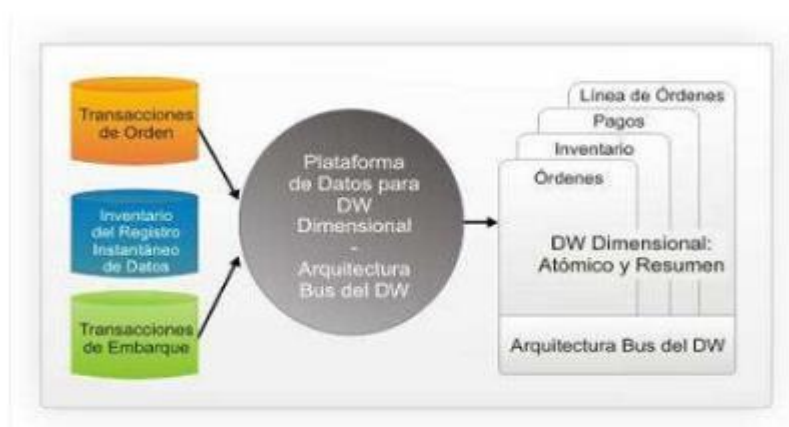 Transacciones
de Orden
Inventario
del Registro
Instantáneo
de Datos
Transacciones
de Embarque
Plataforma
de Datos para
DW
Dimensional
-
Arquitectura
Bus del DW
Línea de Órdenes
Pagos
Inventario
Órdenes
DW Dimensional:
Atómico y Resumen
Arquitectura Bus del DW